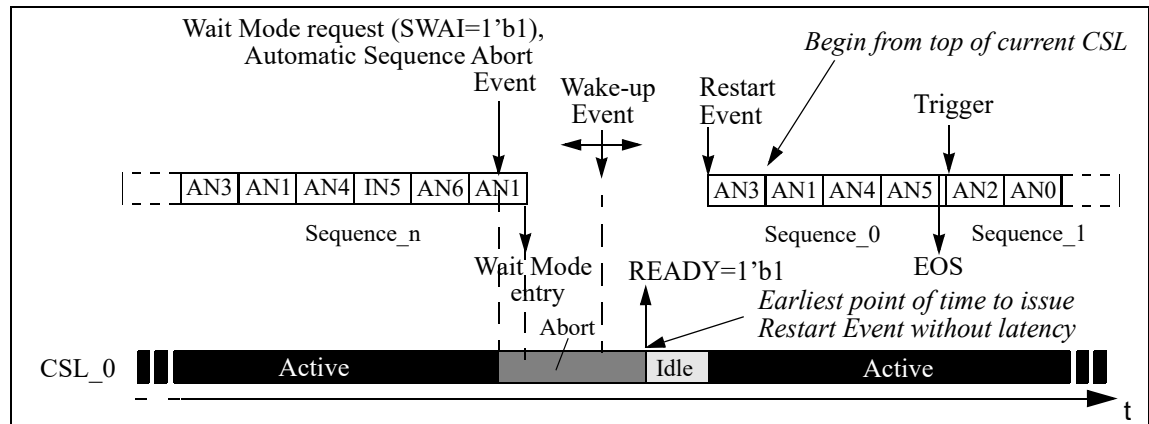 Wait Mode request (SWAI=1’b1),
Automatic Sequence Abort
Event
Begin from top of current CSL
Wake-up
Event
Restart
Event
Trigger
AN3 AN1 AN4 IN5 AN6 AN1
AN3 AN1 AN4 AN5 AN2 AN0
Sequence_n
Sequence_0
Sequence_1
Wait Mode
entry
READY=1’b1
EOS
Earliest point of time to issue
Restart Event without latency
Abort
CSL_0
Active
Idle
Active
t